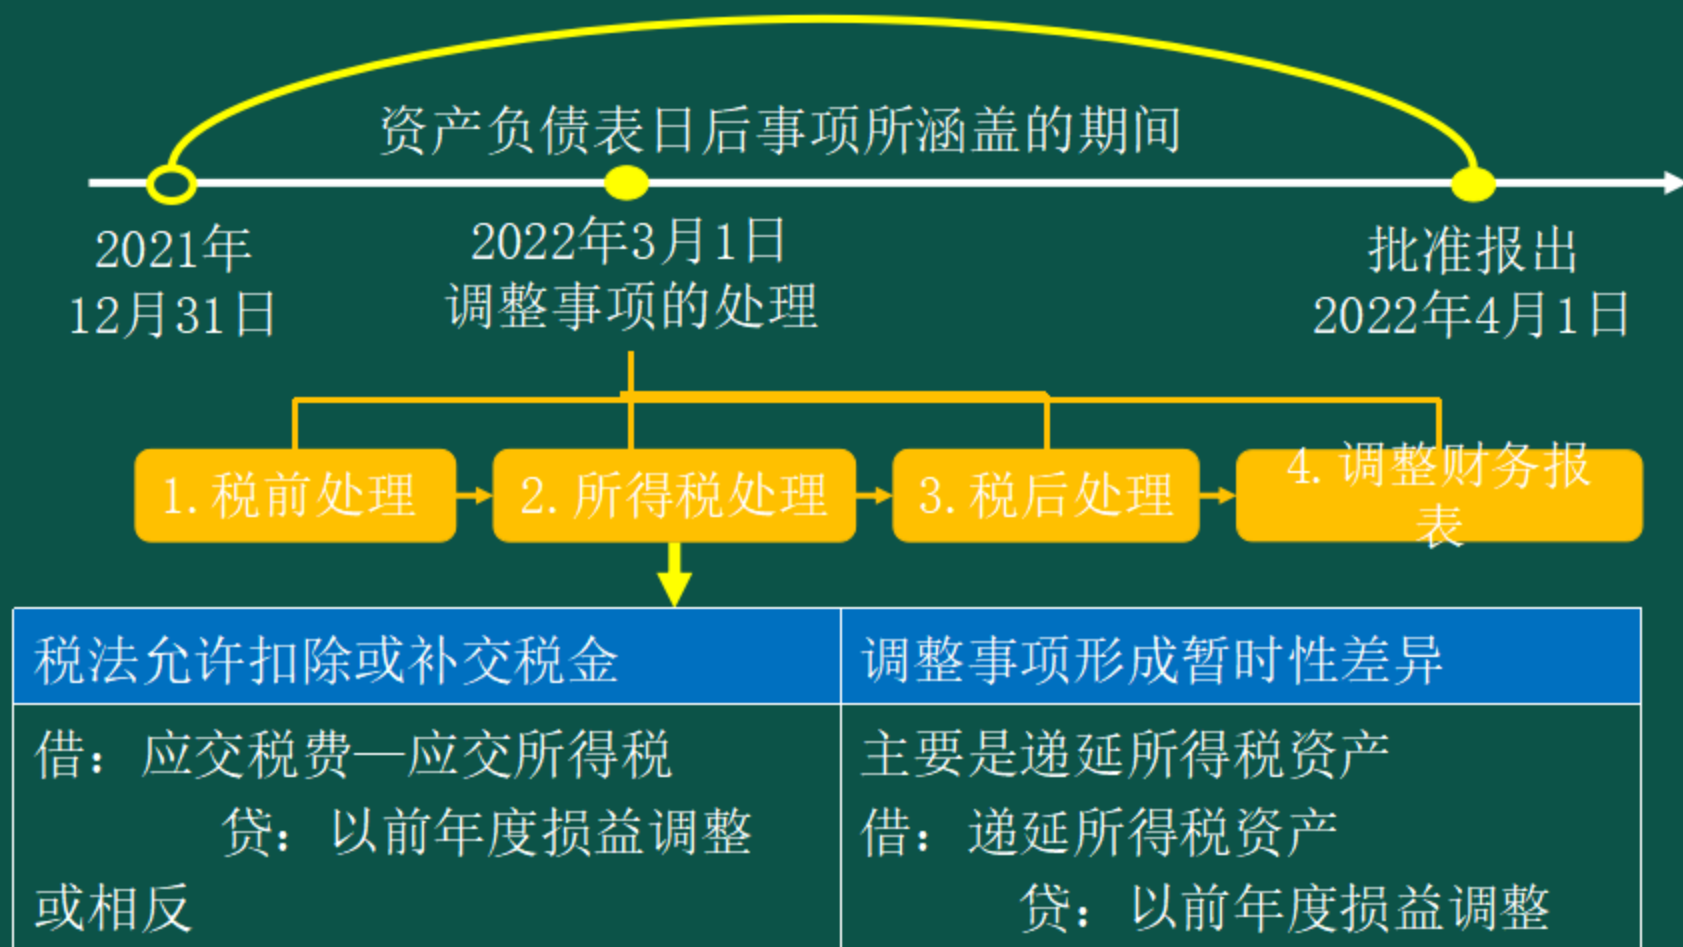 资产负债表日后事项所涵盖的期间
2021年
12月31日
2022年3月1日
调整事项的处理
批准报出
2022年4月1日
1.税前处理
2.所得税处理
3.税后处理
4.调整财务报
表
税法允许扣除或补交税金
调整事项形成暂时性差异
借：应交税费—应交所得税
贷：以前年度损益调整
或相反
主要是递延所得税资产
借：递延所得税资产
贷：以前年度损益调整